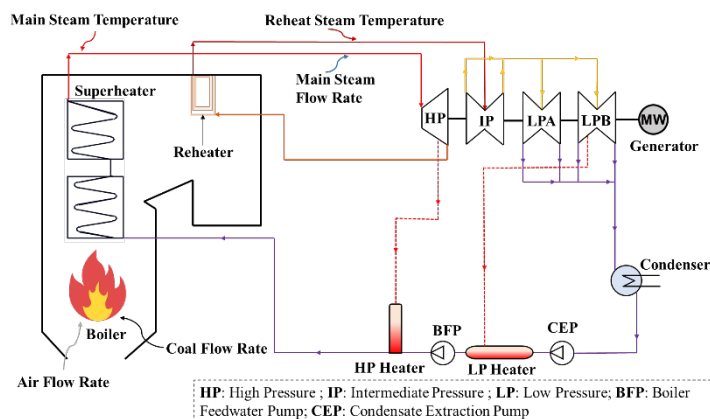 Main Steam Temperature
Reheat Steam Temperature
Main Steam
Flow Rate
Superheater
Reheater
HP
IP
LPA
LPB
MW
Generator
Condenser
Boiler
Coal Flow Rate
Air Flow Rate
HP Heater
BFP
LP Heater
CEP
HP: High Pressure ; IP: Intermediate Pressure ; LP: Low Pressure; BFP: Boiler
Feedwater Pump; CEP: Condensate Extraction Pump